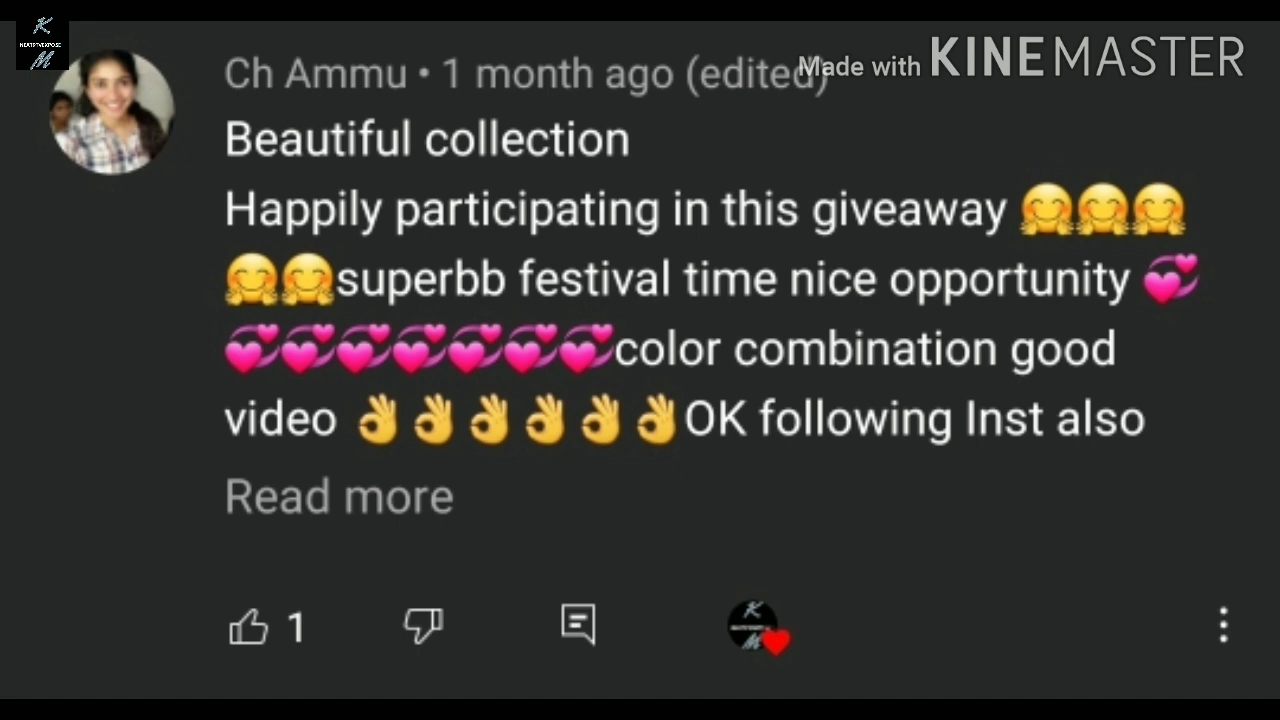 Made with KINEMASTER
Ch Ammu • 1 month ago (edited)
Beautiful collection
Happily participating in this giveaway 🤗🤗🤗
🤗🤗superbb festival time nice opportunity 💞
💞💞💞💞💞💞💞color combination good
video 👌👌👌👌👌👌OK following Inst also
Read more
1
K
M